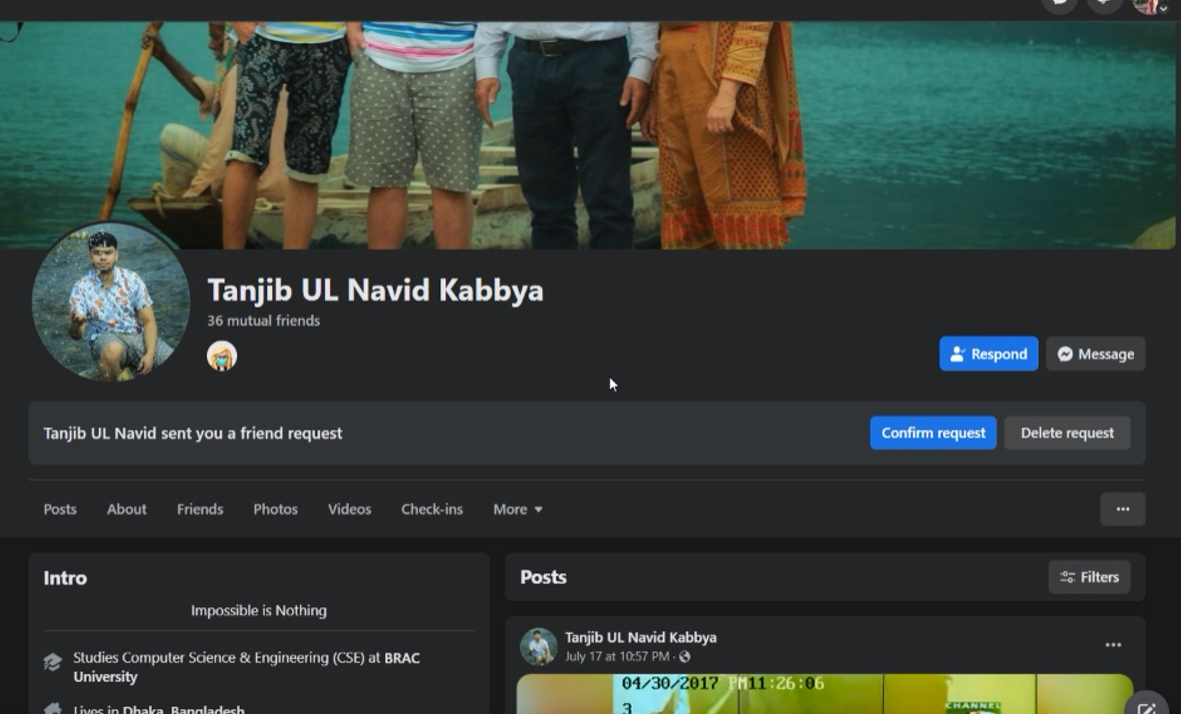 Tanjib UL Navid Kabbya
36 mutual friends
Respond
Message
Tanjib UL Navid sent you a friend request
Confirm request
Delete request
Posts
About
Friends
Photos
Videos
Check-ins
More
Intro
Impossible is Nothing
Studies Computer Science & Engineering (CSE) at BRAC
University
Lives in Dhaka, Bangladesh
Posts
Filters
Tanjib UL Navid Kabbya
July 17 at 10:57 PM ·
04/30/2017 PM11:26:06
3
CHANNEL